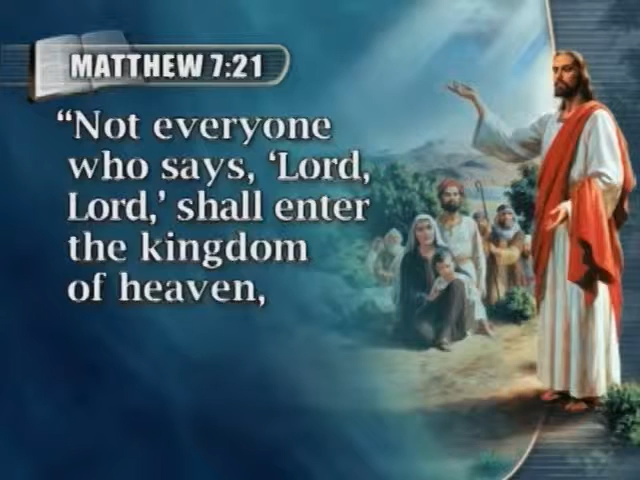 MATTHEW 7:21
“Not everyone
who says, ‘Lord,
Lord,’ shall enter
the kingdom
of heaven,